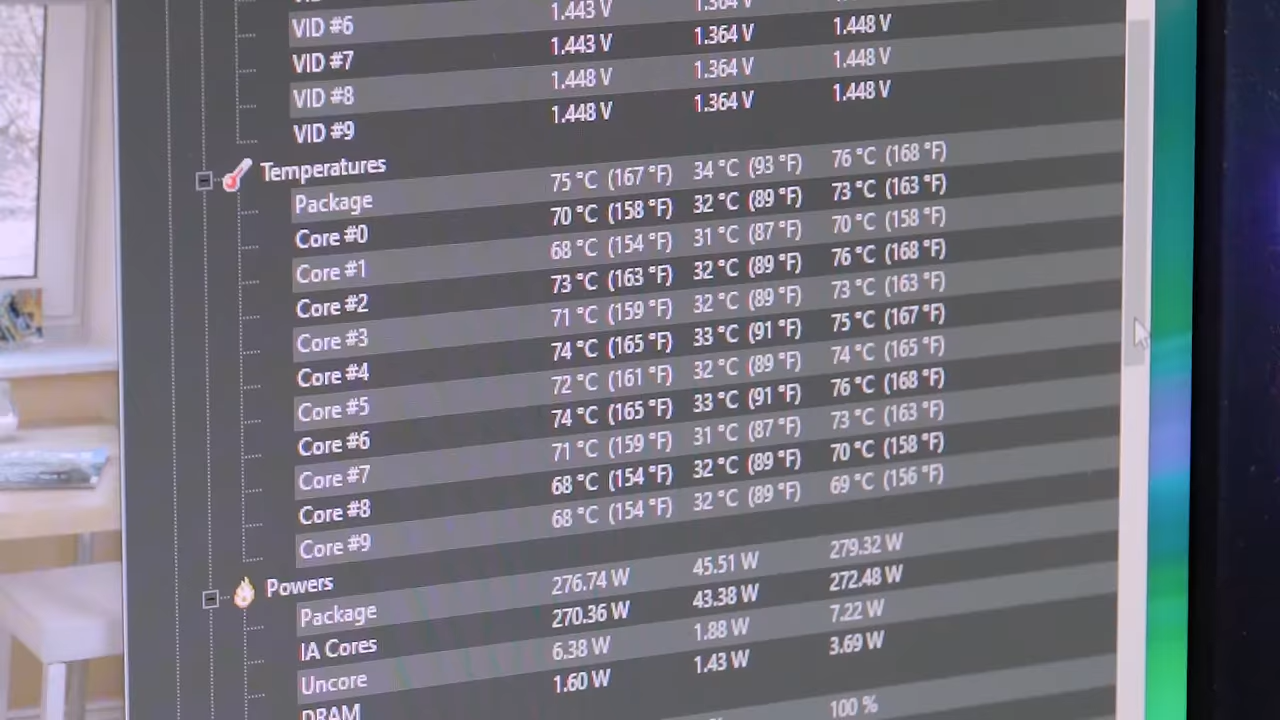 VID #6 1.443 V 1.364 V
VID #7 1.443 V 1.364 V 1.448 V
VID #8 1.448 V 1.364 V 1.448 V
VID #9 1.448 V 1.364 V 1.448 V
Temperatures
Package 75 °C (167 °F) 34 °C (93 °F) 76 °C (168 °F)
Core #0 70 °C (158 °F) 32 °C (89 °F) 73 °C (163 °F)
Core #1 68 °C (154 °F) 31 °C (87 °F) 70 °C (158 °F)
Core #2 73 °C (163 °F) 32 °C (89 °F) 76 °C (168 °F)
Core #3 71 °C (159 °F) 32 °C (89 °F) 73 °C (163 °F)
Core #4 74 °C (165 °F) 33 °C (91 °F) 75 °C (167 °F)
Core #5 72 °C (161 °F) 32 °C (89 °F) 74 °C (165 °F)
Core #6 74 °C (165 °F) 33 °C (91 °F) 76 °C (168 °F)
Core #7 71 °C (159 °F) 31 °C (87 °F) 73 °C (163 °F)
Core #8 68 °C (154 °F) 32 °C (89 °F) 70 °C (158 °F)
Core #9 68 °C (154 °F) 32 °C (89 °F) 69 °C (156 °F)
Powers
Package 276.74 W 45.51 W 279.32 W
IA Cores 270.36 W 43.38 W 272.48 W
Uncore 6.38 W 1.88 W 7.22 W
DRAM 1.60 W 1.43 W 3.69 W
100 %